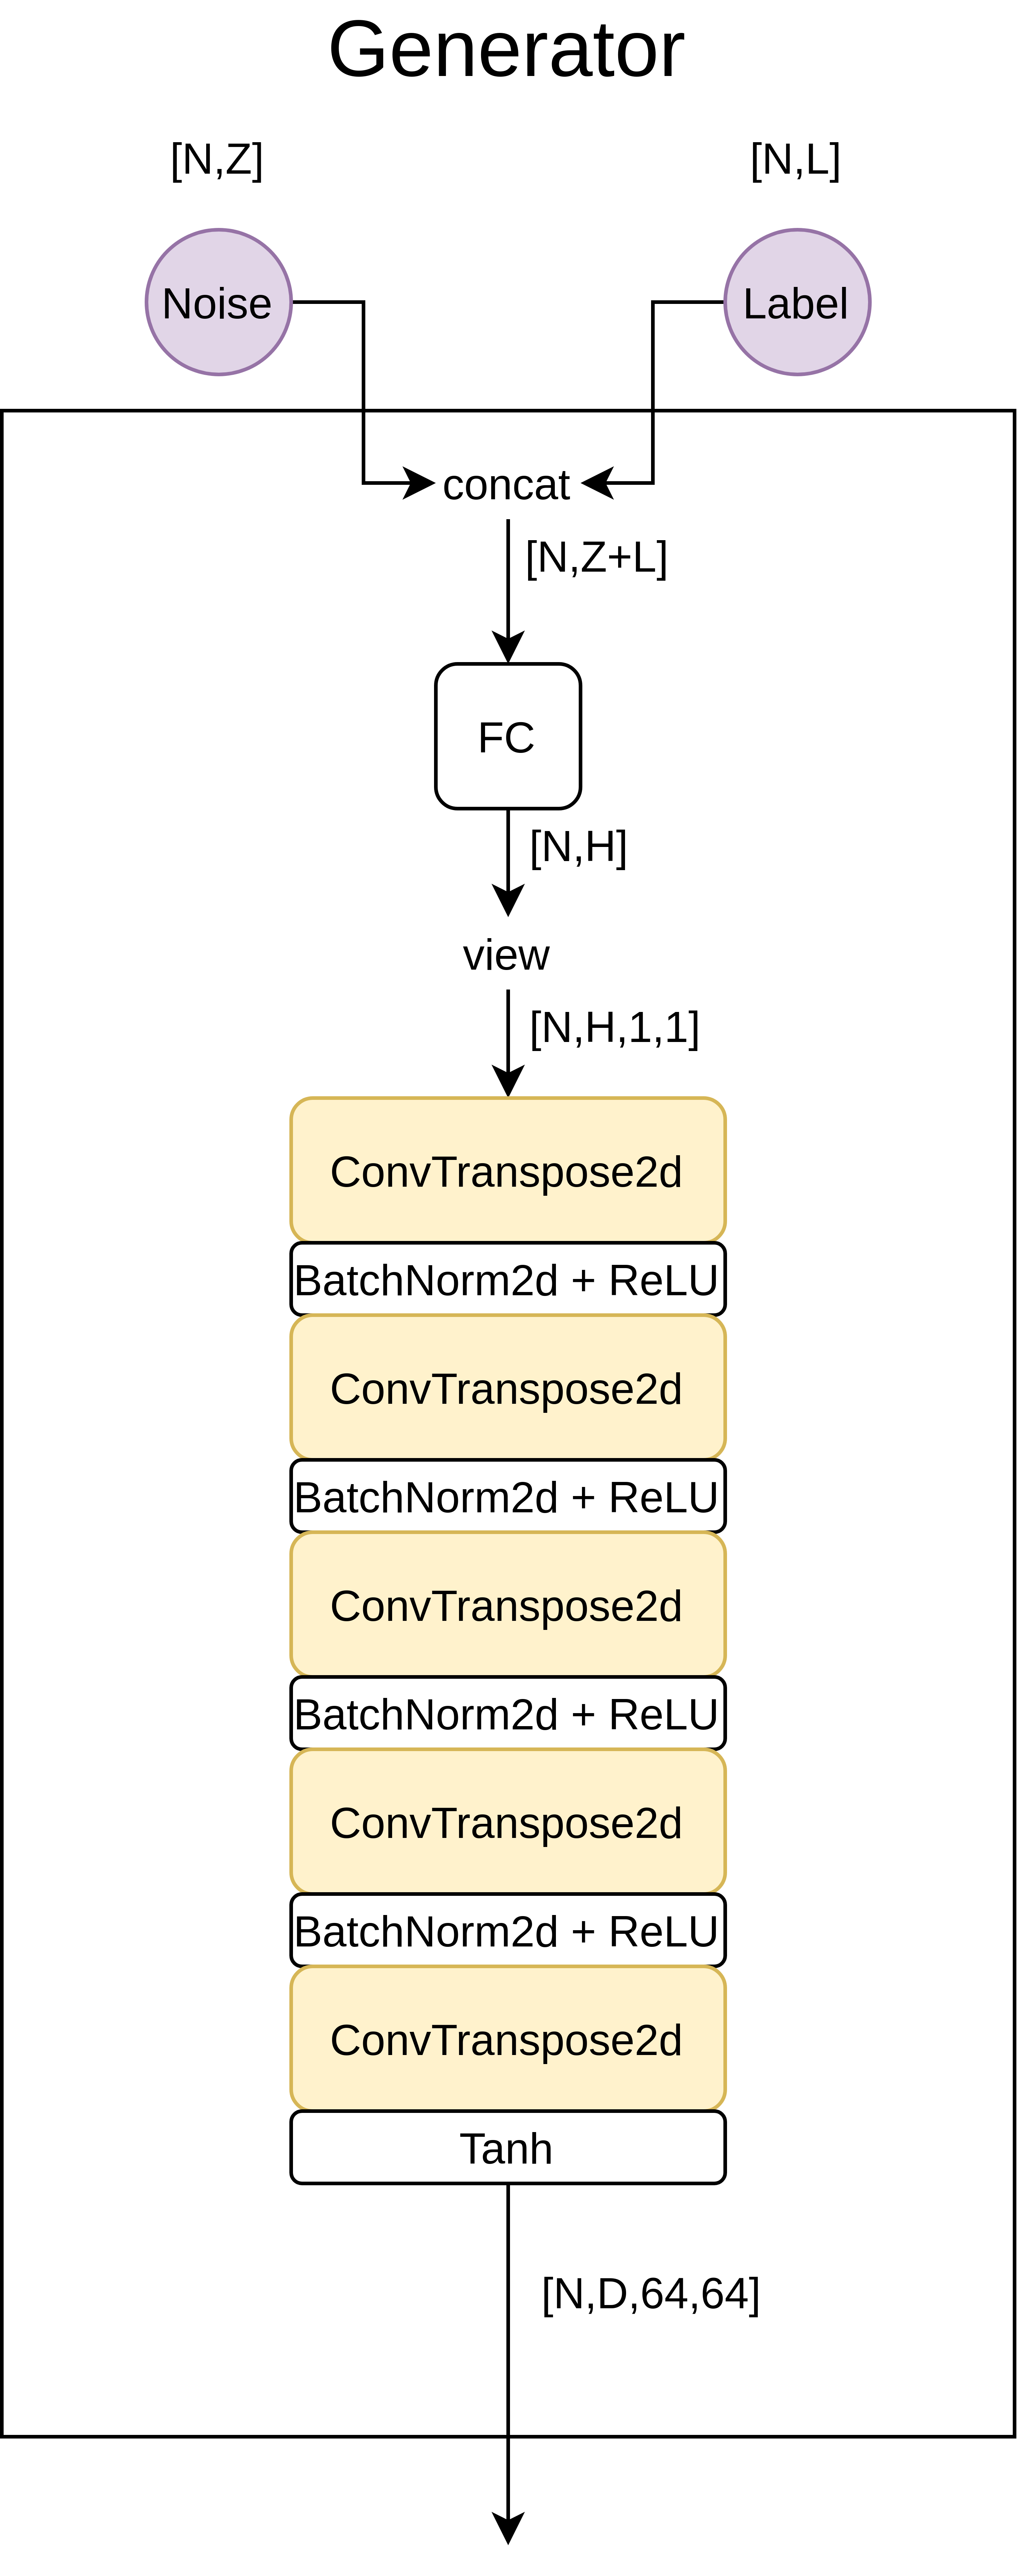 Generator
[N,Z]
[N,L]
Noise
Label
concat
[N,Z+L]
FC
[N,H]
view
[N,H,1,1]
ConvTranspose2d
BatchNorm2d + ReLU
ConvTranspose2d
BatchNorm2d + ReLU
ConvTranspose2d
BatchNorm2d + ReLU
ConvTranspose2d
BatchNorm2d + ReLU
ConvTranspose2d
Tanh
[N,D,64,64]